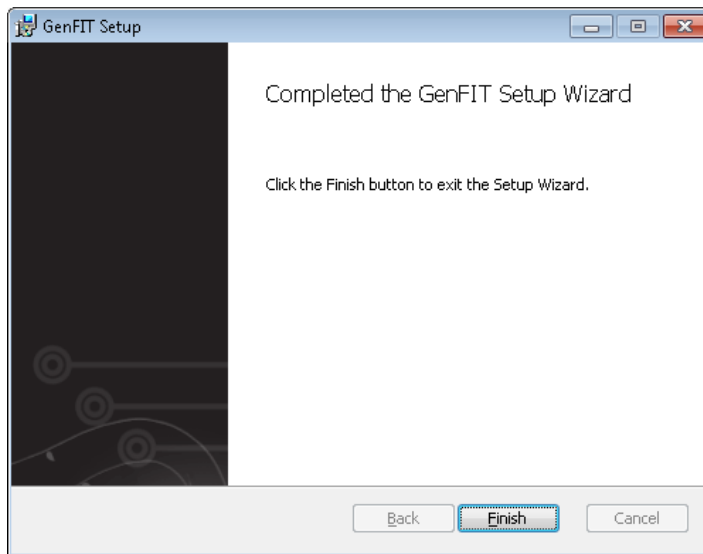 GenFIT Setup
Completed the GenFIT Setup Wizard
Click the Finish button to exit the Setup Wizard.
Back
Finish
Cancel